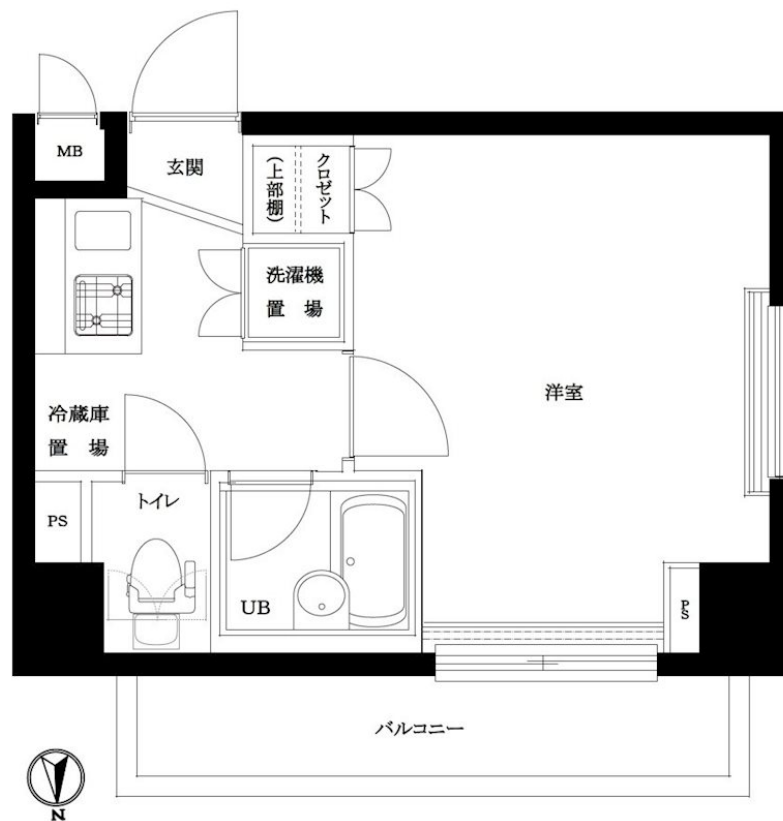 MB
玄関
クロゼット
(上部棚)
洗濯機
置 場
洋室
冷蔵庫
置 場
トイレ
PS
UB
PS
バルコニー
N